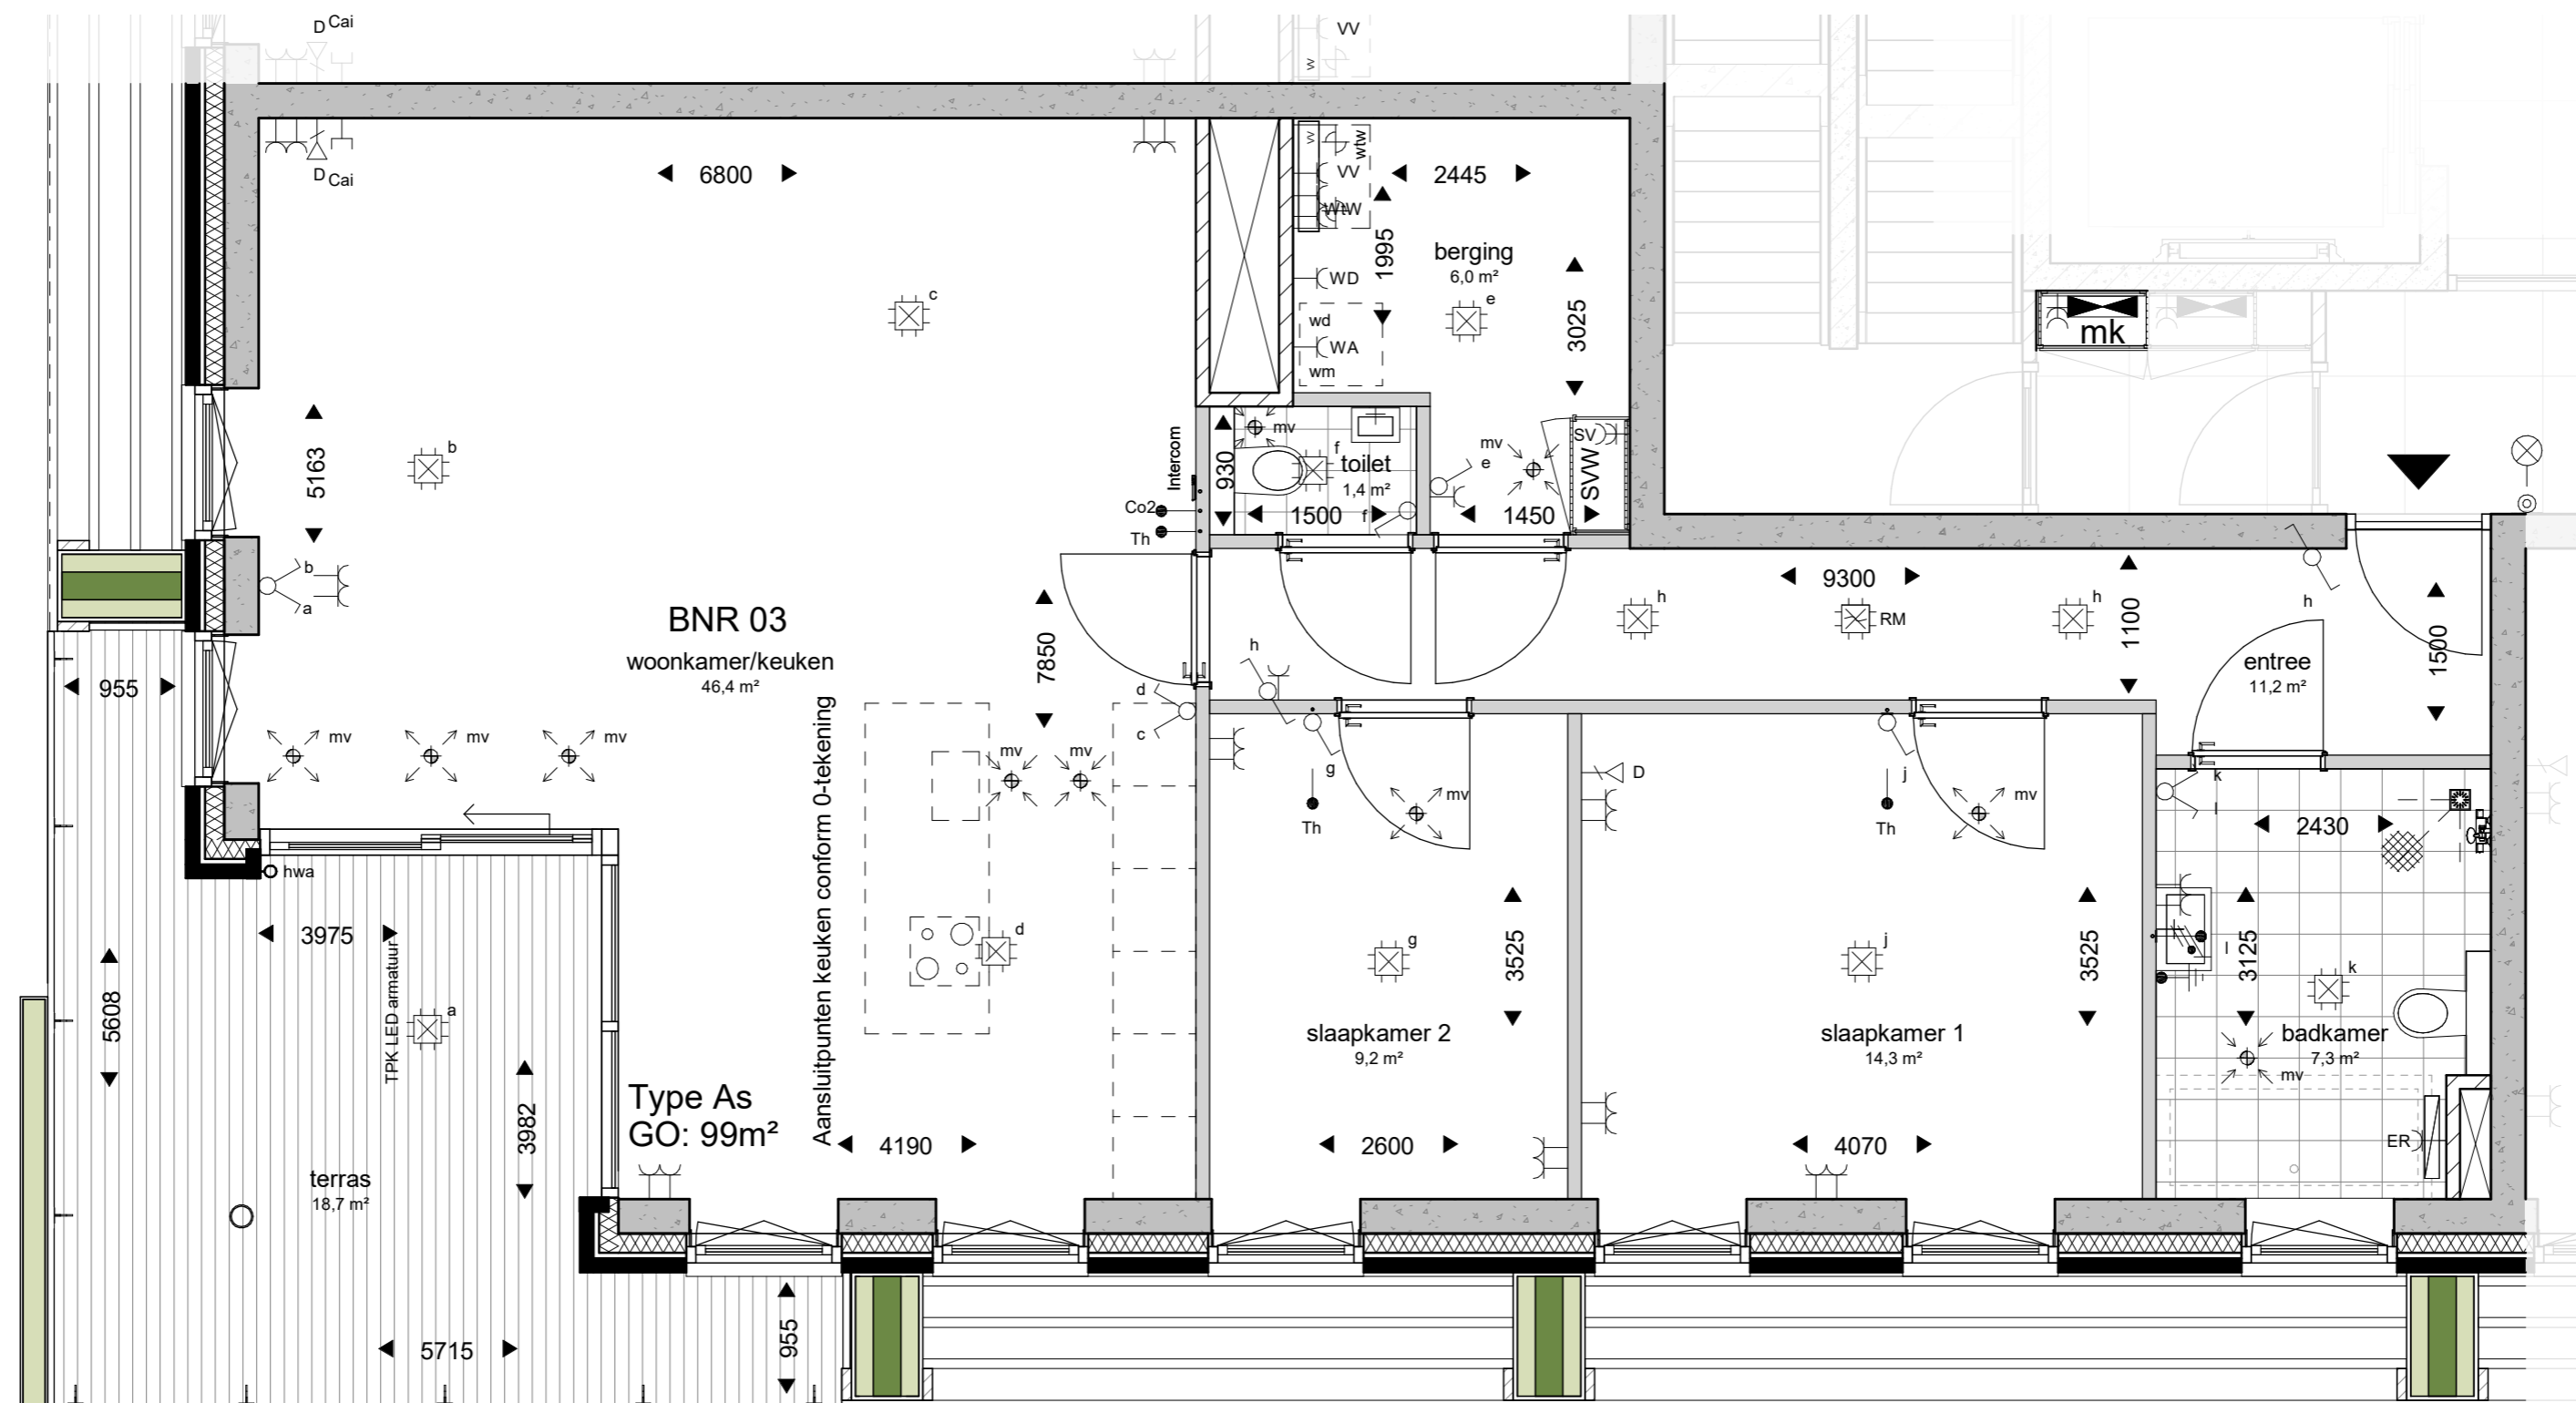 D Cai
VV
w
D Cai
6800
w
wtw
VV
WtW
2445
1995
berging
6,0 m²
e
3025
WD
wd
WA
wm
c
mk
b
5163
Intercom
Co2
Th
mv
930
f
toilet
1,4 m²
1500
f
mv
e
1450
SV
SVW
b
a
BNR 03
woonkamer/keuken
46,4 m²
7850
h
9300
h
RM
h
1100
h
entree
11,2 m²
1500
955
mv
mv
mv
mv
mv
d
c
Aansluitpunten keuken conform 0-tekening
g
Th
mv
D
j
Th
mv
k
l
2430
hwa
3975
TPK LED armatuur
a
5608
3982
d
g
3525
slaapkamer 2
9,2 m²
2600
j
3525
slaapkamer 1
14,3 m²
4070
l
3125
k
badkamer
7,3 m²
mv
ER
Type As
GO: 99m²
4190
terras
18,7 m²
5715
955